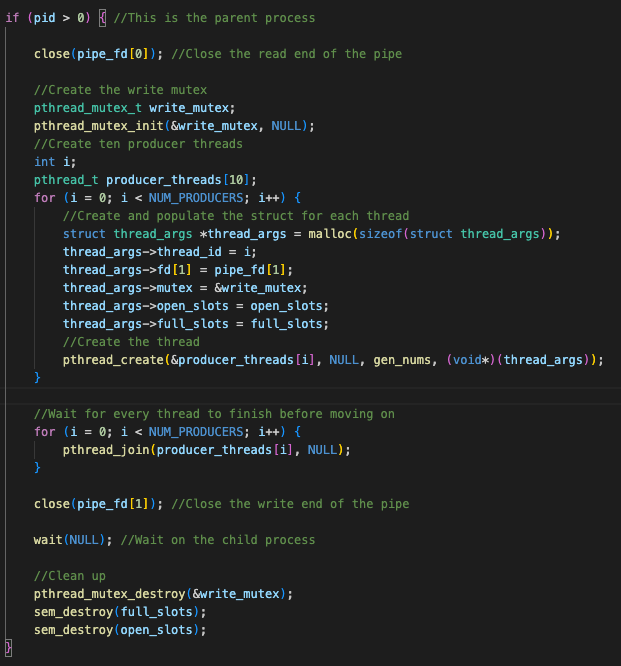 if (pid > 0) { //This is the parent process
close(pipe_fd[0]); //Close the read end of the pipe
//Create the write mutex
pthread_mutex_t write_mutex;
pthread_mutex_init(&write_mutex, NULL);
//Create ten producer threads
int i;
pthread_t producer_threads[10];
for (i = 0; i < NUM_PRODUCERS; i++) {
//Create and populate the struct for each thread
struct thread_args *thread_args = malloc(sizeof(struct thread_args));
thread_args->thread_id = i;
thread_args->fd[1] = pipe_fd[1];
thread_args->mutex = &write_mutex;
thread_args->open_slots = open_slots;
thread_args->full_slots = full_slots;
//Create the thread
pthread_create(&producer_threads[i], NULL, gen_nums, (void*)(thread_args));
}
//Wait for every thread to finish before moving on
for (i = 0; i < NUM_PRODUCERS; i++) {
pthread_join(producer_threads[i], NULL);
}
close(pipe_fd[1]); //Close the write end of the pipe
wait(NULL); //Wait on the child process
//Clean up
pthread_mutex_destroy(&write_mutex);
sem_destroy(full_slots);
sem_destroy(open_slots);
}